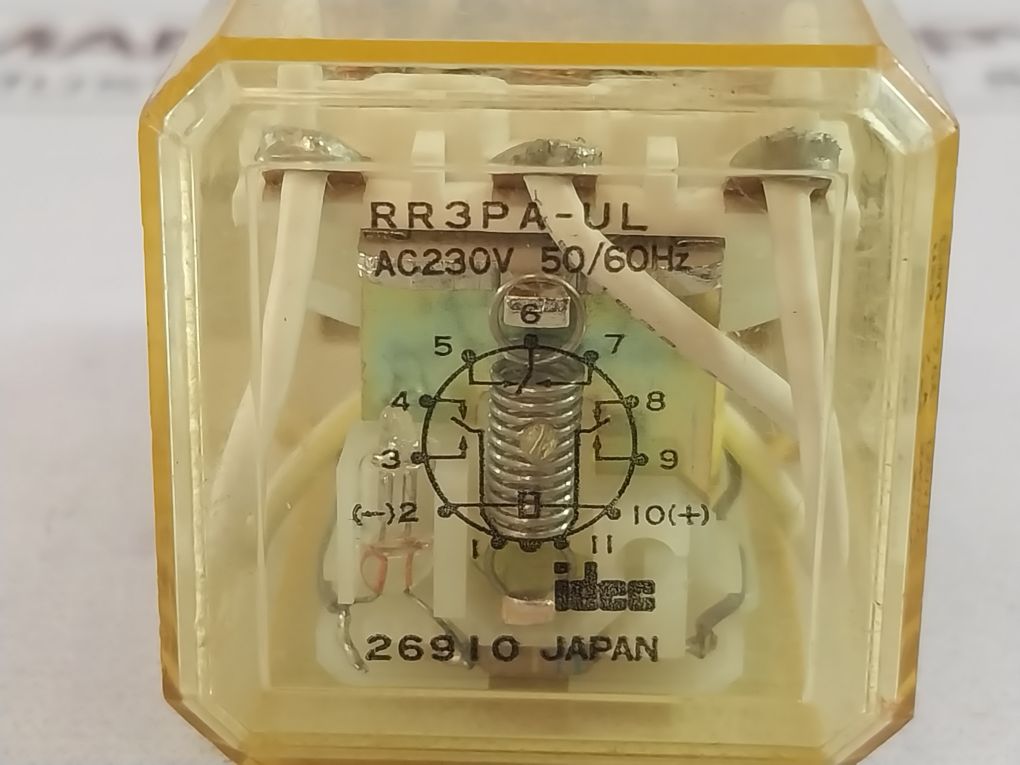 RR3PA-UL
AC230V 50/60Hz
6
5 7
4 8
3 9
(−)2 10(+)
1 11
idec
26910 JAPAN